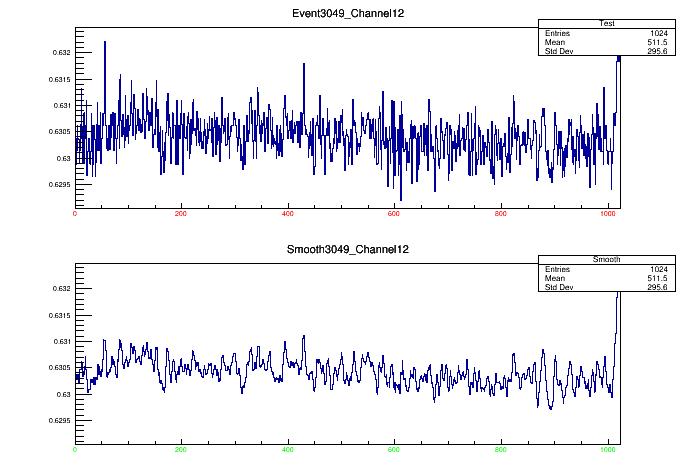 Event3049_Channel12
Test
Entries 1024
Mean 511.5
Std Dev 295.6
0.632
0.6315
0.631
0.6305
0.63
0.6295
0 200 400 600 800 1000
Smooth3049_Channel12
Smooth
Entries 1024
Mean 511.5
Std Dev 295.6
0.632
0.6315
0.631
0.6305
0.63
0.6295
0 200 400 600 800 1000